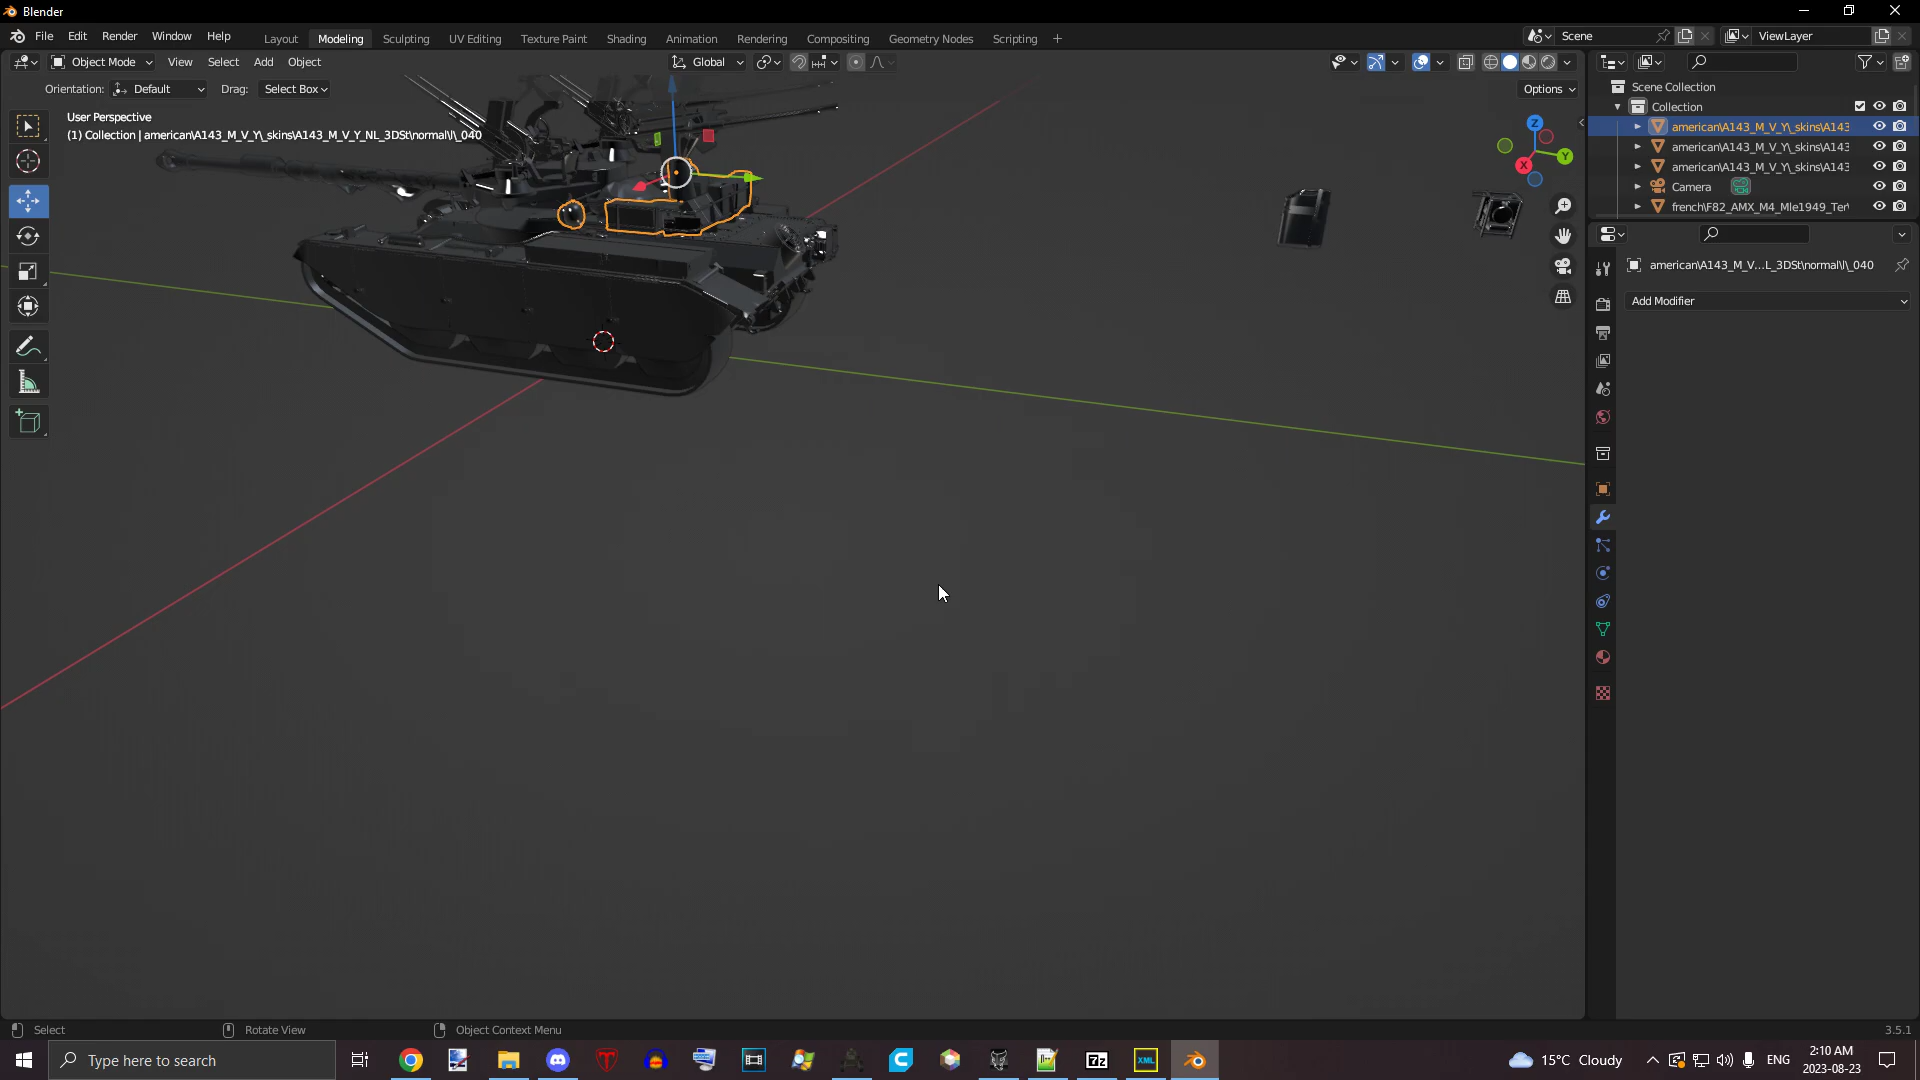 Blender
File Edit Render Window Help
Layout Modeling Sculpting UV Editing Texture Paint Shading Animation Rendering Compositing Geometry Nodes Scripting +
Scene
ViewLayer
Object Mode View Select Add Object
Global
Orientation: Default Drag: Select Box
Options
User Perspective
(1) Collection | american\A143_M_V_Y\_skins\A143_M_V_Y_NL_3DSt\normal\l\_040
Z
Y
X
Scene Collection
Collection
american\A143_M_V_Y\_skins\A143
american\A143_M_V_Y\_skins\A143
american\A143_M_V_Y\_skins\A143
Camera
french\F82_AMX_M4_Mle1949_Ter\
american\A143_M_V...L_3DSt\normal\l\_040
Add Modifier
Select
Rotate View
Object Context Menu
3.5.1
Type here to search
7z
XML
15°C Cloudy
ENG
2:10 AM
2023-08-23